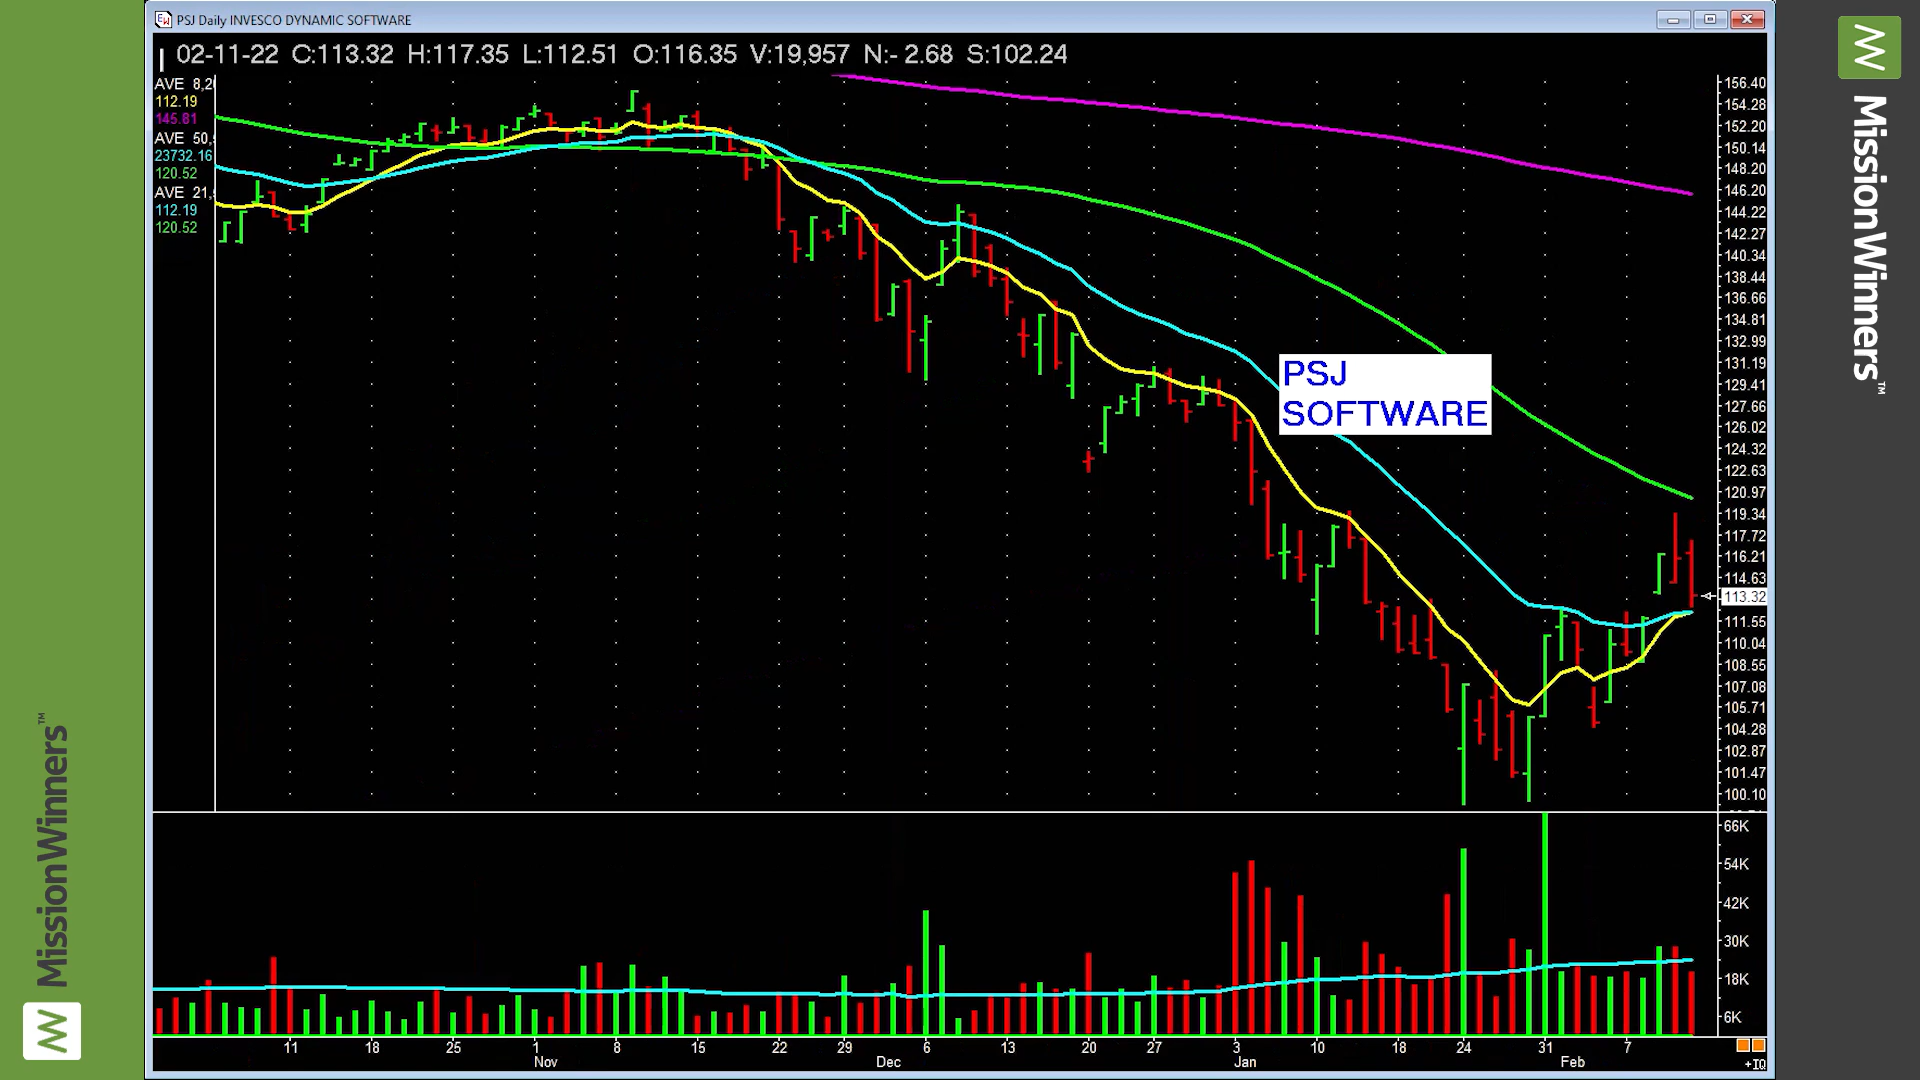 PSJ Daily INVESCO DYNAMIC SOFTWARE
02-11-22 C:113.32 H:117.35 L:112.51 O:116.35 V:19,957 N:- 2.68 S:102.24
AVE 8,2
112.19
145.81
AVE 50,
23732.16
120.52
AVE 21,
112.19
120.52
PSJ
SOFTWARE
156.40
154.28
152.20
150.14
148.20
146.20
144.22
142.27
140.34
138.44
136.66
134.81
132.99
131.19
129.41
127.66
126.02
124.32
122.63
120.97
119.34
117.72
116.21
114.63
113.32
111.55
110.04
108.55
107.08
105.71
104.28
102.87
101.47
100.10
66K
54K
42K
30K
18K
6K
11 18 25 1 8 15 22 29 6 13 20 27 3 10 18 24 31 7
Nov Dec Jan Feb
+IQ
MissionWinners™
MissionWinners™